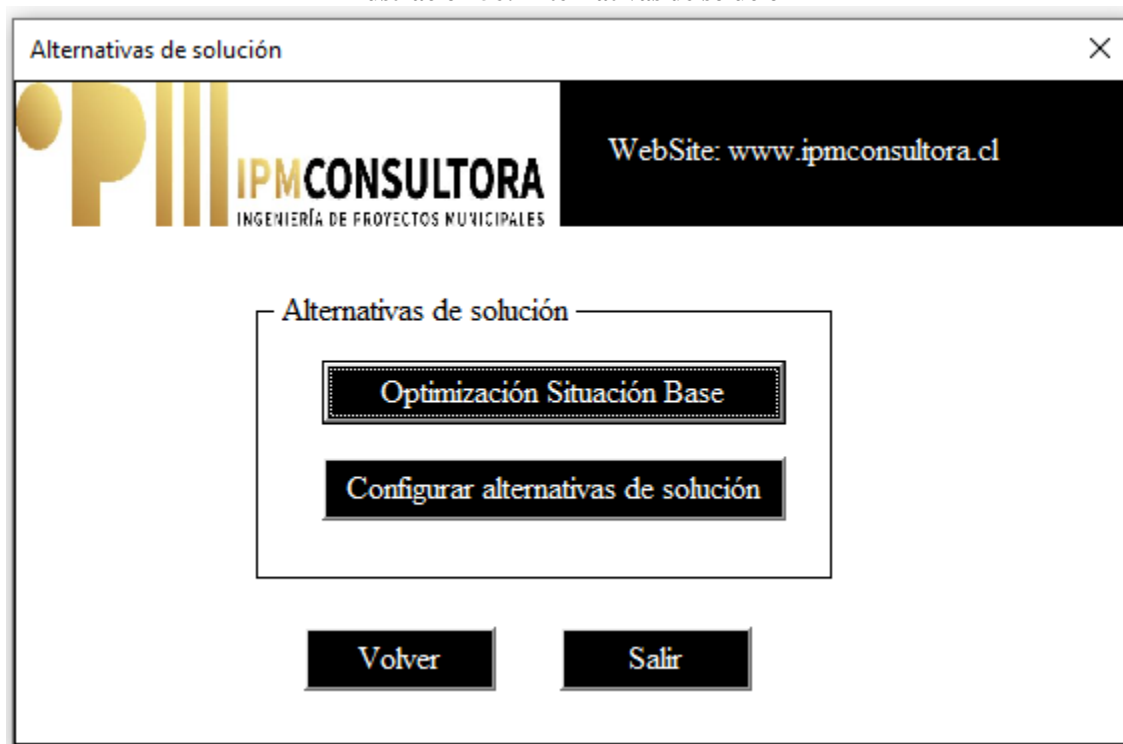 Alternativas de solución
IPMCONSULTORA
INGENIERÍA DE PROYECTOS MUNICIPALES
WebSite: www.ipmconsultora.cl
Alternativas de solución
Optimización Situación Base
Configurar alternativas de solución
Volver
Salir